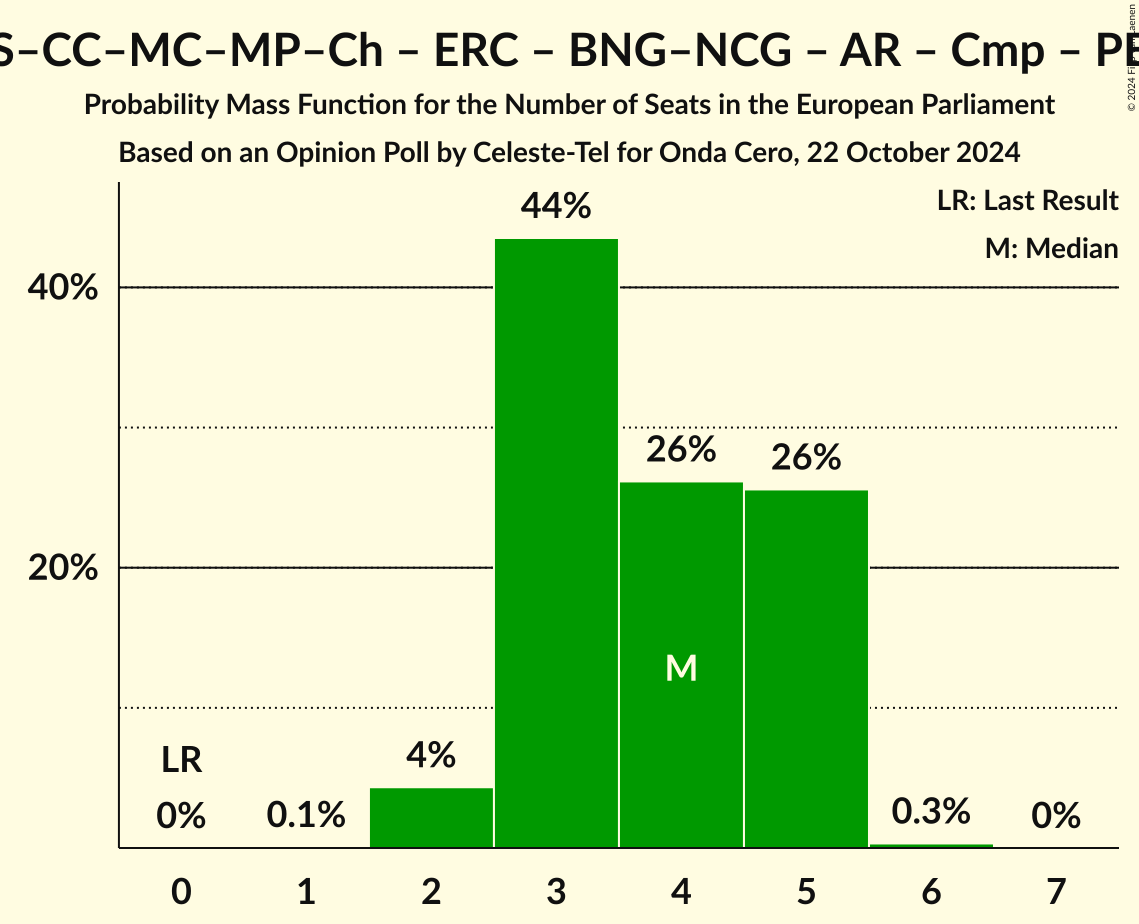 S–CC–MC–MP–Ch – ERC – BNG–NCG – AR – Cmp –
© 2024
Probability Mass Function for the Number of Seats in the European Parliament
Based on an Opinion Poll by Celeste-Tel for Onda Cero, 22 October 2024
LR: Last Result
M: Median
44%
40%
26%
26%
20%
M
LR
4%
0%
0.1%
0.3%
0%
0 1 2 3 4 5 6 7